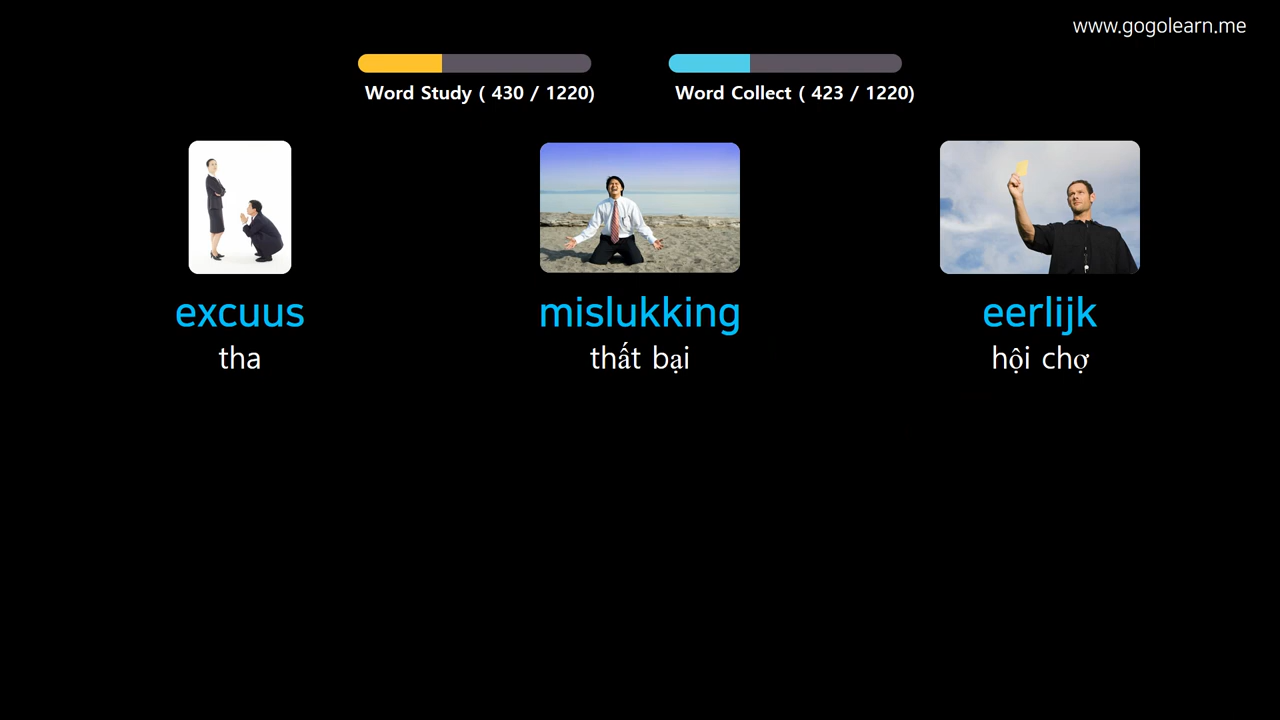 www.gogolearn.me
Word Study ( 430 / 1220)
Word Collect ( 423 / 1220)
excuus
mislukking
eerlijk
tha
thất bại
hội chợ